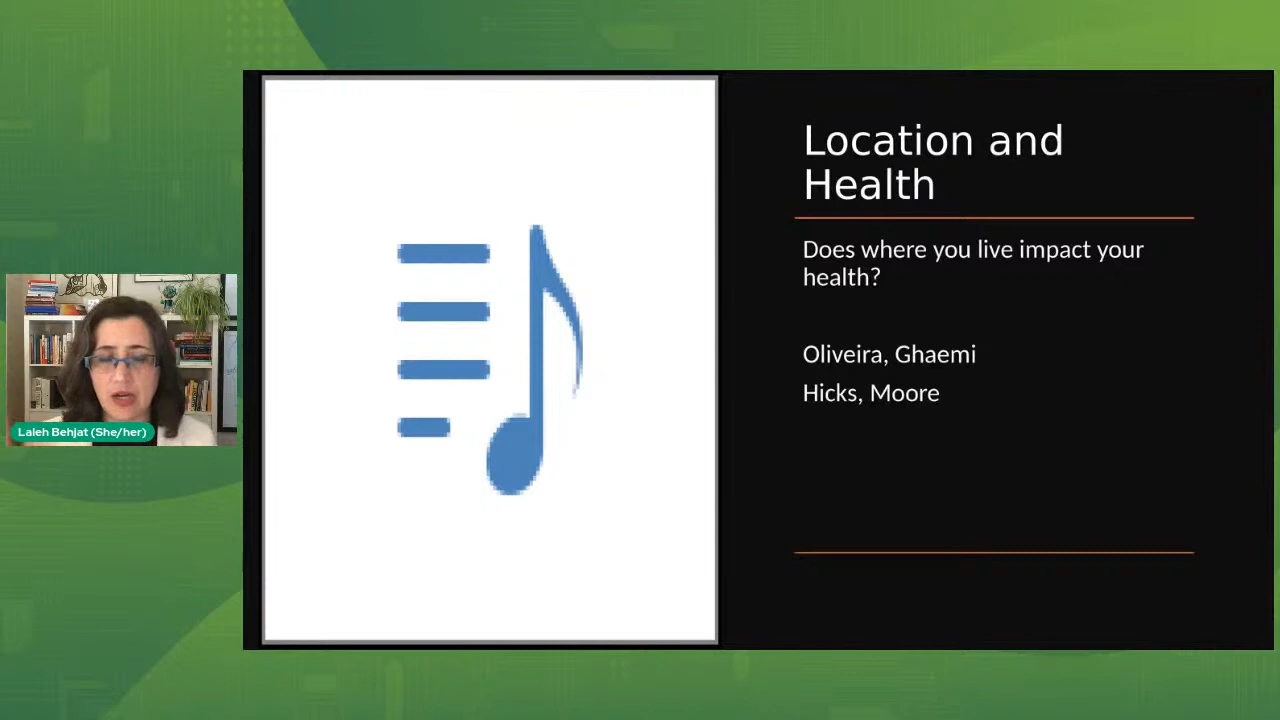 Location and
Health
Does where you live impact your
health?
Oliveira, Ghaemi
Hicks, Moore
Laleh Behjat (She/her)